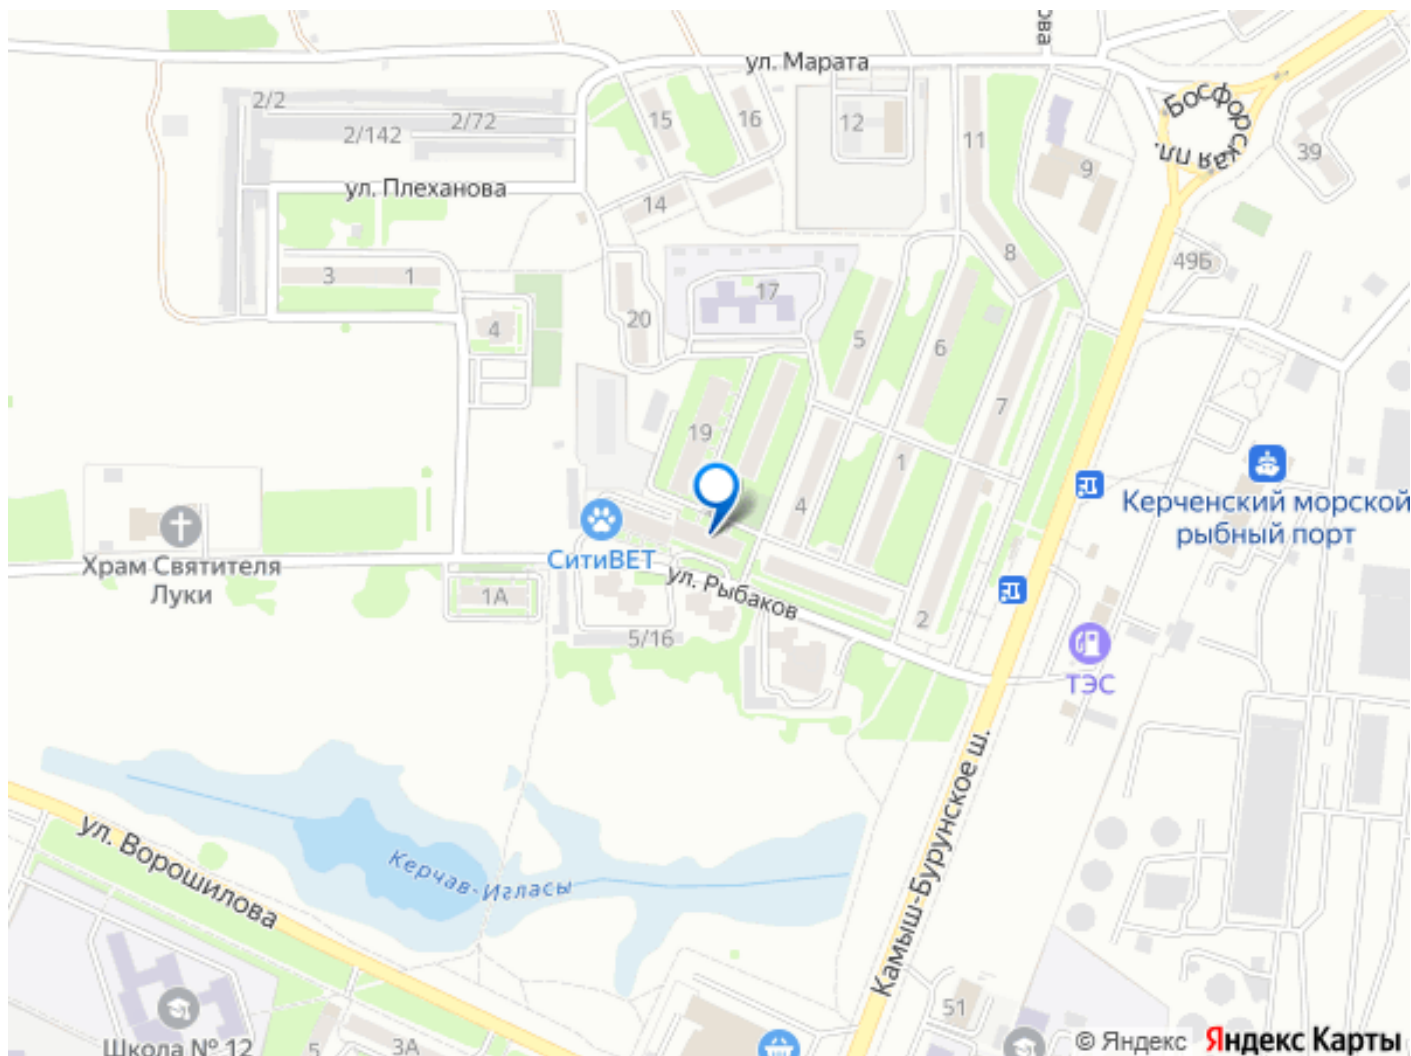 ова
ул. Марата
Босфорская пл.
2/2
2/72
2/142
15
16
12
11
9
39
ул. Плеханова
14
8
49Б
3
1
17
20
4
5
6
7
19
1
4
Керченский морской
рыбный порт
СитиВЕТ
Храм Святителя
Луки
ул. Рыбаков
1А
2
5/16
ТЭС
Камыш-Бурунское ш.
ул. Ворошилова
Керчав-Игласы
51
Школа № 12
5
3А
© Яндекс Яндекс Карты